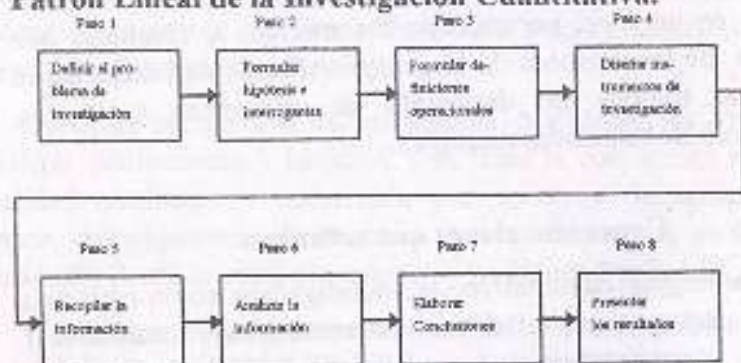 Patrón Lineal de la Investigación Cuantitativa.
Paso 1
Paso 2
Paso 3
Paso 4
Definir el pro-
blema de
investigación
Formular
hipótesis e
interrogantes
Formular de-
finiciones
operacionales
Diseñar ins-
trumentos de
investigación
Paso 5
Paso 6
Paso 7
Paso 8
Recopilar la
información
Analizar la
información
Elaborar
Conclusiones
Presentar
los resultados